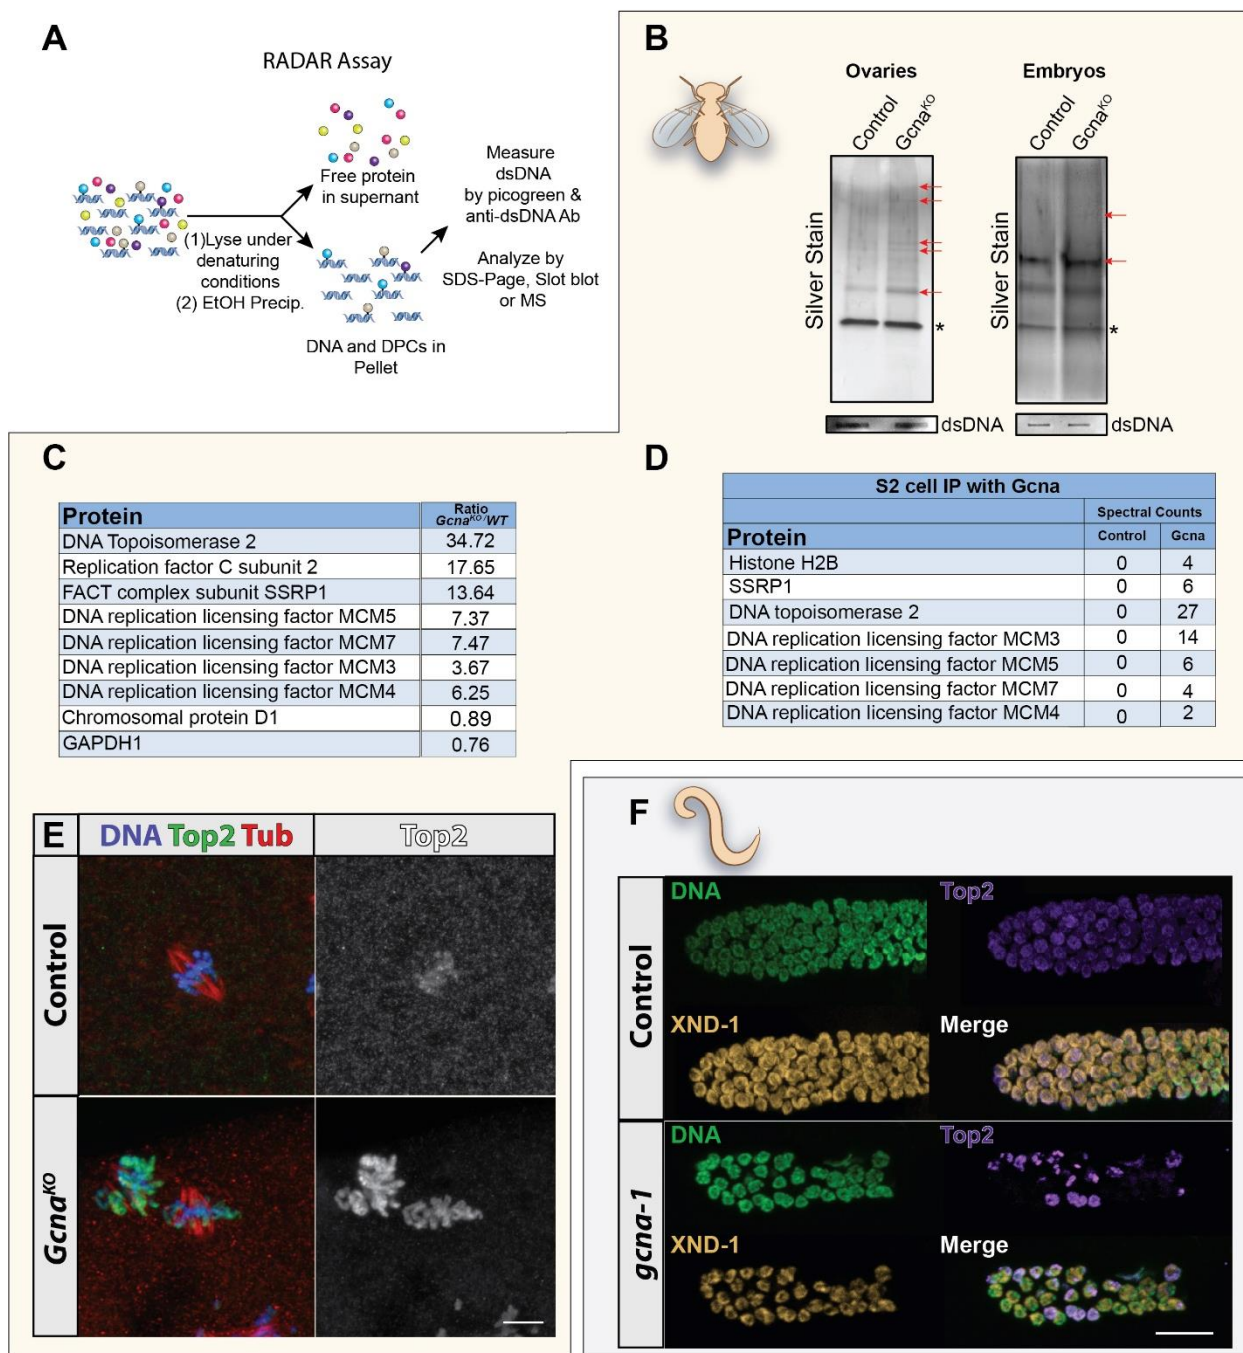 A
RADAR Assay
Free protein
in supernant
(1)Lyse under
denaturing
conditions
(2) EtOH Precip.
DNA and DPCs in
Pellet
Measure
dsDNA
by picogreen &
anti-dsDNA Ab
Analyze by
SDS-Page, Slot blot
or MS
B
Ovaries
Control
Gcna^KO
Silver Stain
*
dsDNA
Embryos
Control
Gcna^KO
Silver Stain
*
dsDNA
C
Protein Ratio Gcna^KO/WT
DNA Topoisomerase 2 34.72
Replication factor C subunit 2 17.65
FACT complex subunit SSRP1 13.64
DNA replication licensing factor MCM5 7.37
DNA replication licensing factor MCM7 7.47
DNA replication licensing factor MCM3 3.67
DNA replication licensing factor MCM4 6.25
Chromosomal protein D1 0.89
GAPDH1 0.76
D
S2 cell IP with Gcna
Spectral Counts
Protein Control Gcna
Histone H2B 0 4
SSRP1 0 6
DNA topoisomerase 2 0 27
DNA replication licensing factor MCM3 0 14
DNA replication licensing factor MCM5 0 6
DNA replication licensing factor MCM7 0 4
DNA replication licensing factor MCM4 0 2
E
DNA Top2 Tub
Top2
Control
Gcna^KO
F
Control
DNA
Top2
XND-1
Merge
gcna-1
DNA
Top2
XND-1
Merge